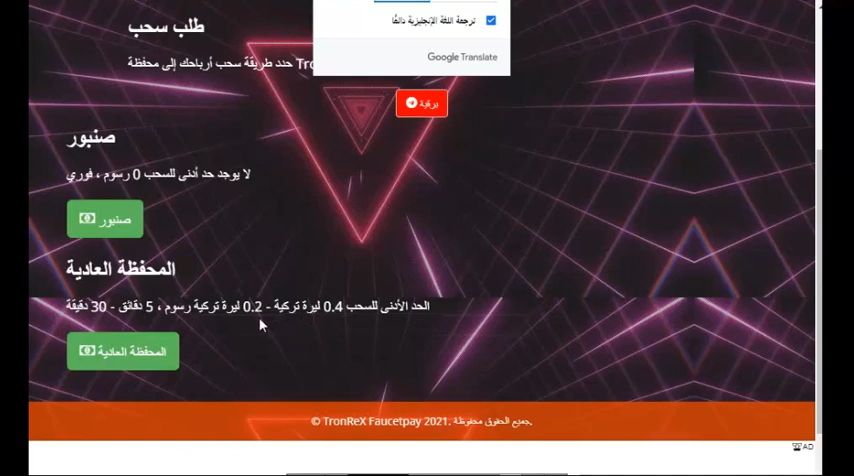 ترجمة اللغة الإنجليزية دائمًا
Google Translate
طلب سحب
حدد طريقة سحب أرباحك إلى محفظة
برقية
صنبور
لا يوجد حد أدنى للسحب 0 رسوم ، فوري
صنبور
المحفظة العادية
الحد الأدنى للسحب 0.4 ليرة تركية - 0.2 ليرة تركية رسوم ، 5 دقائق - 30 دقيقة
المحفظة العادية
© TronReX Faucetpay 2021. جميع الحقوق محفوظة.
AD